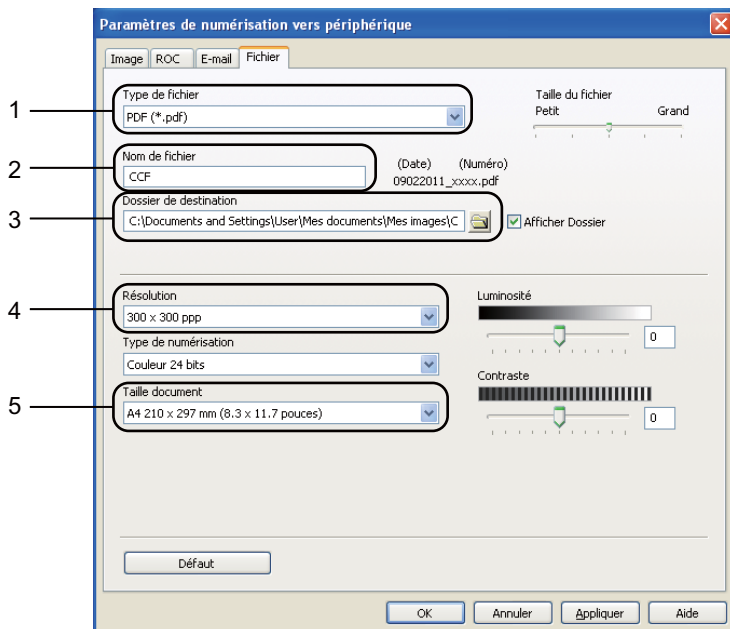 Paramètres de numérisation vers périphérique
Image ROC E-mail Fichier
1
Type de fichier
PDF (*.pdf)
Taille du fichier
Petit Grand
2
Nom de fichier
CCF
(Date) (Numéro)
09022011_xxxx.pdf
3
Dossier de destination
C:\Documents and Settings\User\Mes documents\Mes images\C
Afficher Dossier
4
Résolution
300 x 300 ppp
Luminosité
0
Type de numérisation
Couleur 24 bits
Contraste
0
5
Taille document
A4 210 x 297 mm (8.3 x 11.7 pouces)
Défaut
OK Annuler Appliquer Aide